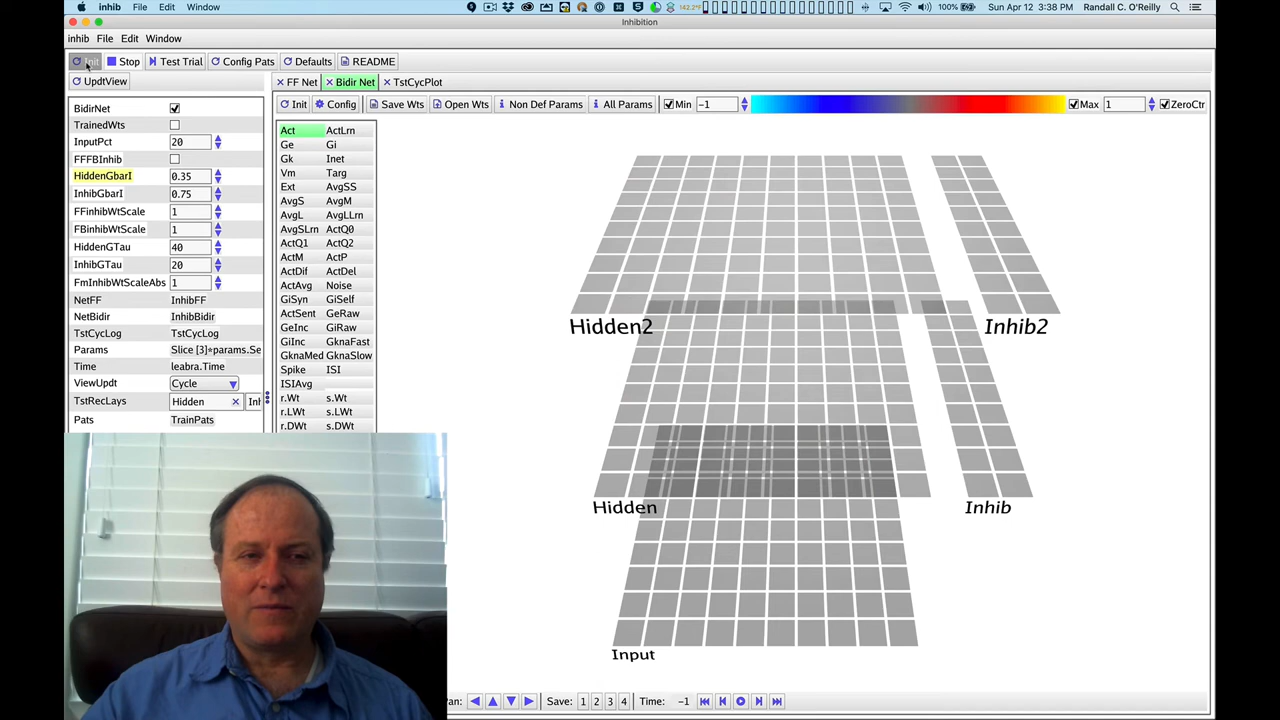 inhib File Edit Window 142.2°F 100% Sun Apr 12 3:38 PM Randall C. O'Reilly
Inhibition
inhib File Edit Window
Init Stop Test Trial Config Pats Defaults README
UpdtView
FF Net Bidir Net TstCycPlot
Init Config Save Wts Open Wts Non Def Params All Params Min -1 Max 1 ZeroCtr
BidirNet
TrainedWts
InputPct 20
FFFBInhib
HiddenGbarI 0.35
InhibGbarI 0.75
FFinhibWtScale 1
FBinhibWtScale 1
HiddenGTau 40
InhibGTau 20
FmInhibWtScaleAbs 1
NetFF InhibFF
NetBidir InhibBidir
TstCycLog TstCycLog
Params Slice [3]*params.Se
Time leabra.Time
ViewUpdt Cycle
TstRecLays Hidden Inl
Pats TrainPats
Act ActLrn
Ge Gi
Gk Inet
Vm Targ
Ext AvgSS
AvgS AvgM
AvgL AvgLLrn
AvgSLrn ActQ0
ActQ1 ActQ2
ActM ActP
ActDif ActDel
ActAvg Noise
GiSyn GiSelf
ActSent GeRaw
GeInc GiRaw
GiInc GknaFast
GknaMed GknaSlow
Spike ISI
ISIAvg
r.Wt s.Wt
r.LWt s.LWt
r.DWt s.DWt
Hidden2 Inhib2
Hidden Inhib
Input
an: Save: 1 2 3 4 Time: -1